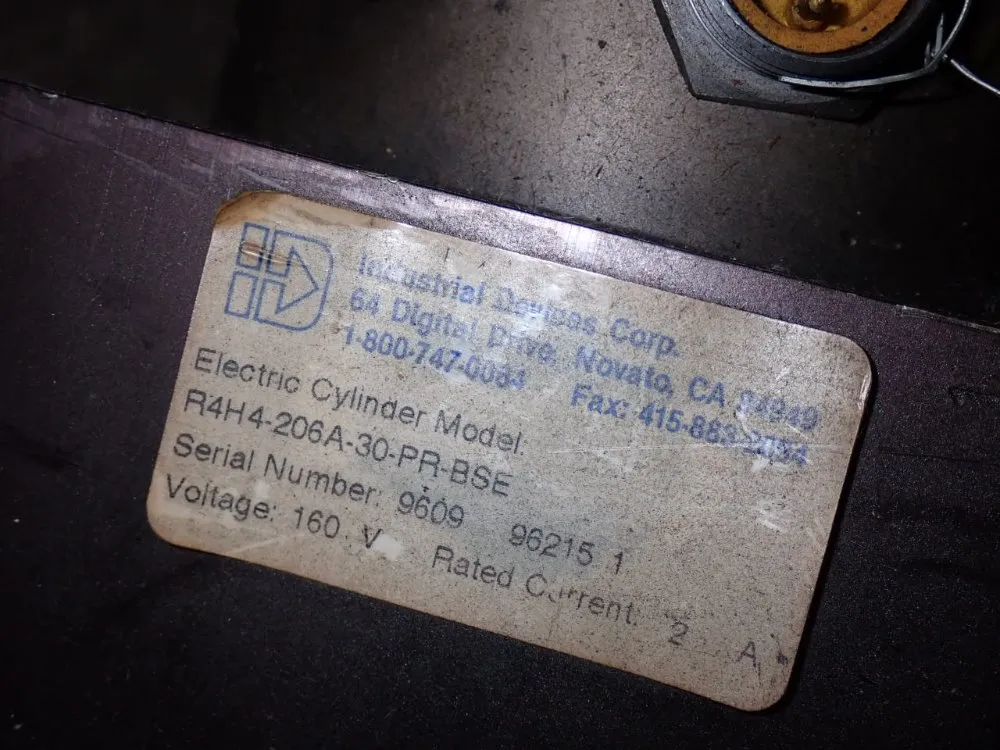 Industrial Devices Corp.
64 Digital Drive, Novato, CA 94949
1-800-747-0064 Fax: 415-883-2094
Electric Cylinder Model:
R4H4-206A-30-PR-BSE
Serial Number: 9609 96215 1
Voltage: 160 V Rated Current: 2 A